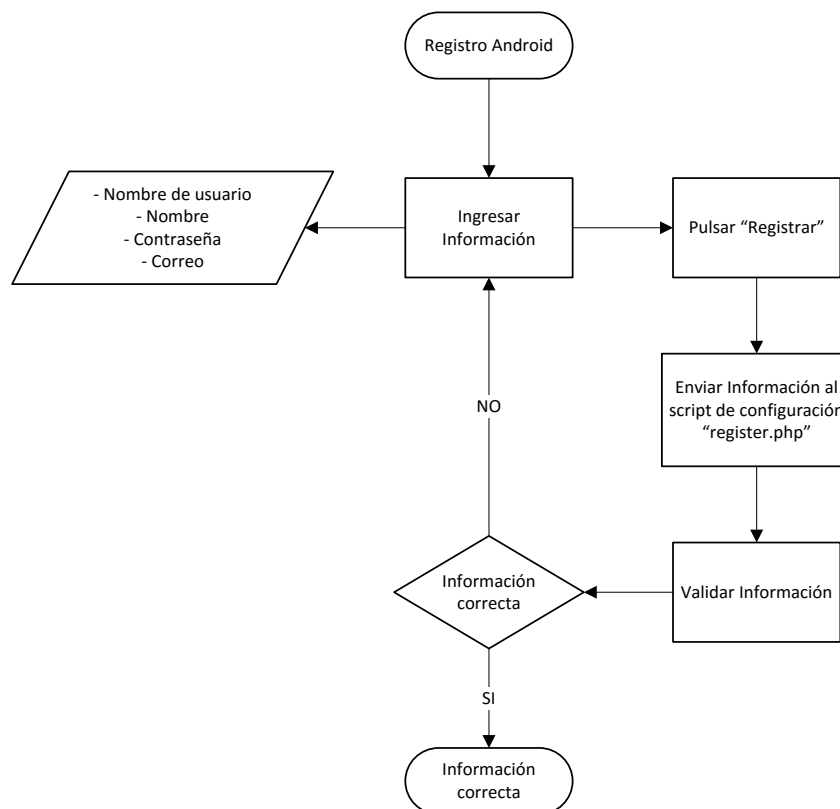 Registro Android
- Nombre de usuario
- Nombre
- Contraseña
- Correo
Ingresar
Información
Pulsar “Registrar”
Enviar Información al
script de configuración
“register.php”
NO
Información
correcta
Validar Información
SI
Información
correcta